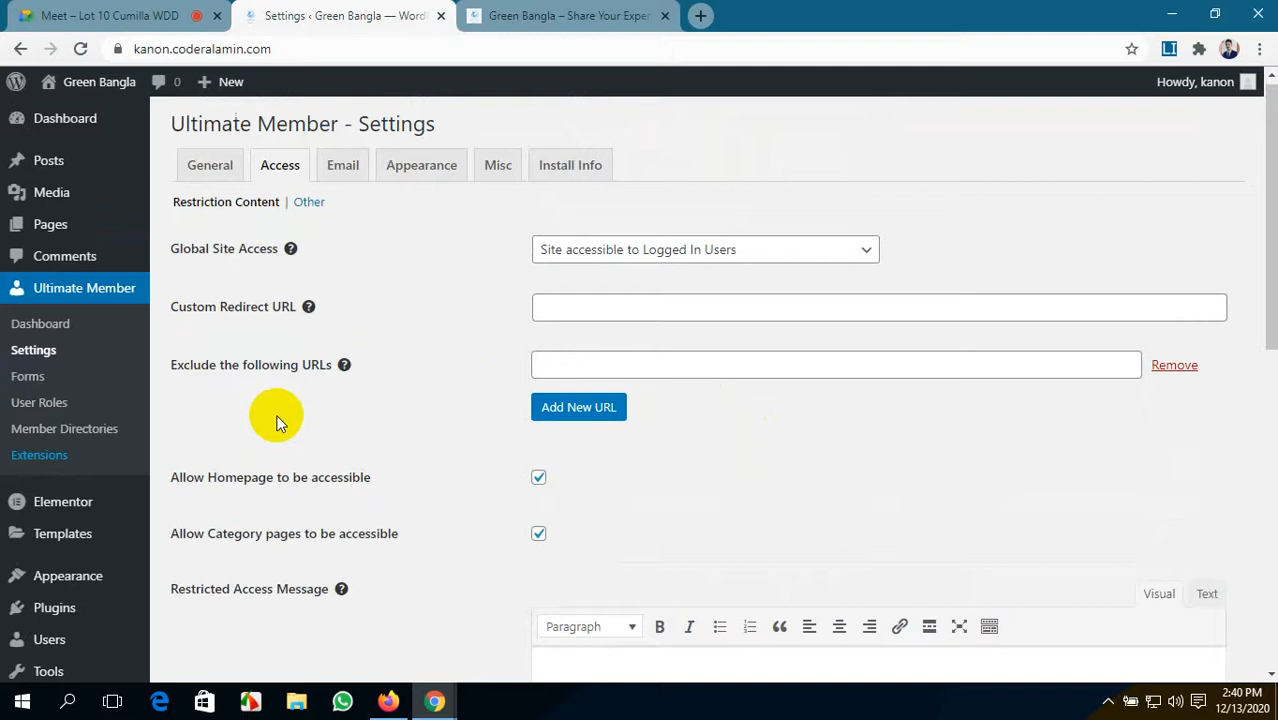 Meet – Lot 10 Cumilla WDD
Settings ‹ Green Bangla — Word
Green Bangla – Share Your Exper
kanon.coderalamin.com
Green Bangla
0
New
Howdy, kanon
Dashboard
Posts
Media
Pages
Comments
Ultimate Member
Dashboard
Settings
Forms
User Roles
Member Directories
Extensions
Elementor
Templates
Appearance
Plugins
Users
Tools
Ultimate Member - Settings
General
Access
Email
Appearance
Misc
Install Info
Restriction Content | Other
Global Site Access
Site accessible to Logged In Users
Custom Redirect URL
Exclude the following URLs
Remove
Add New URL
Allow Homepage to be accessible
Allow Category pages to be accessible
Restricted Access Message
Visual
Text
Paragraph
B
I
2:40 PM
12/13/2020